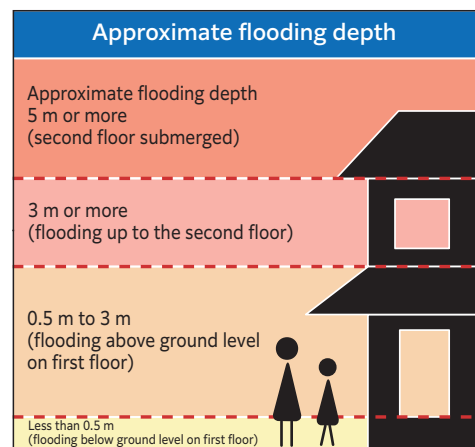 Approximate flooding depth
Approximate flooding depth
5 m or more
(second floor submerged)
3 m or more
(flooding up to the second floor)
0.5 m to 3 m
(flooding above ground level
on first floor)
Less than 0.5 m
(flooding below ground level on first floor)